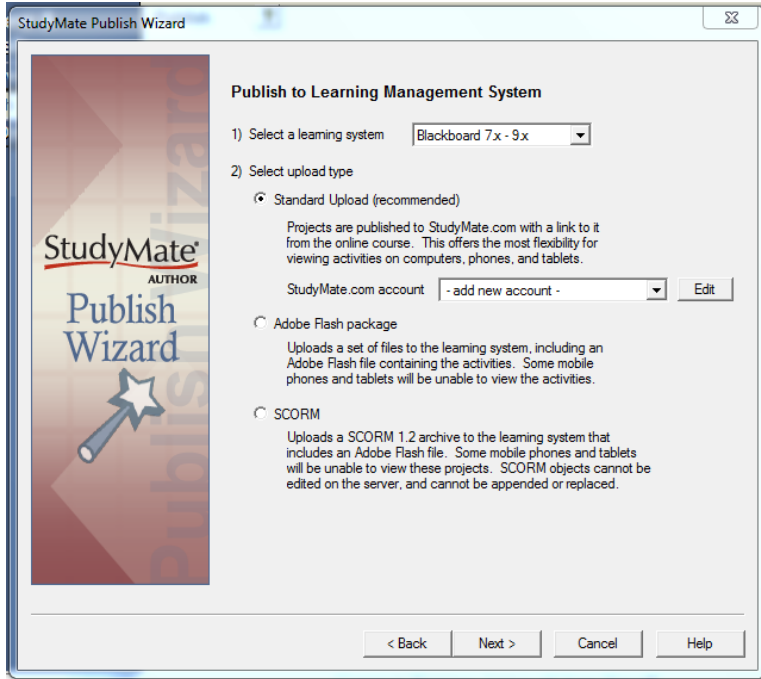 StudyMate Publish Wizard
Publish to Learning Management System
1) Select a learning system Blackboard 7.x - 9.x
2) Select upload type
Standard Upload (recommended)
Projects are published to StudyMate.com with a link to it
from the online course. This offers the most flexibility for
viewing activities on computers, phones, and tablets.
StudyMate.com account - add new account - Edit
Adobe Flash package
Uploads a set of files to the learning system, including an
Adobe Flash file containing the activities. Some mobile
phones and tablets will be unable to view the activities.
SCORM
Uploads a SCORM 1.2 archive to the learning system that
includes an Adobe Flash file. Some mobile phones and tablets
will be unable to view these projects. SCORM objects cannot be
edited on the server, and cannot be appended or replaced.
Publish Wizard
StudyMate®
AUTHOR
Publish
Wizard
< Back Next > Cancel Help